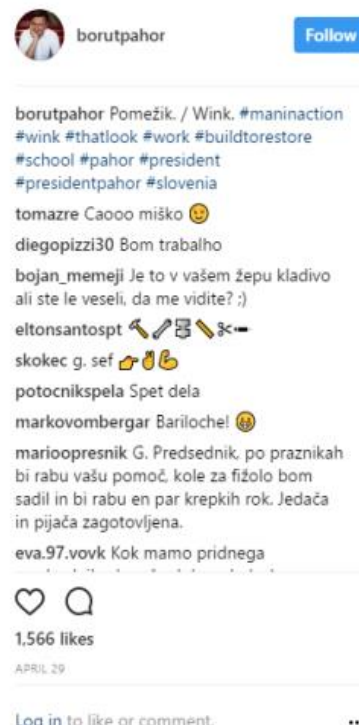 borutpahor
Follow
borutpahor Pomežik. / Wink. #maninaction
#wink #thatlook #work #buildtorestore
#school #pahor #president
#presidentpahor #slovenia
tomazre Caooo miško 😉
diegopizzi30 Bom trabalho
bojan_memeji Je to v vašem žepu kladivo
ali ste le veseli, da me vidite? ;)
eltonsantospt
skokec g. sef 👉✌💪
potocnikspela Spet dela
markovombergar Bariloche!
marioopresnik G. Predsednik, po praznikah
bi rabu vašu pomoč, kole za fižolo bom
sadil in bi rabu en par krepkih rok. Jedača
in pijača zagotovljena.
eva.97.vovk Kok mamo pridnega
1,566 likes
APRIL 29
Log in to like or comment.